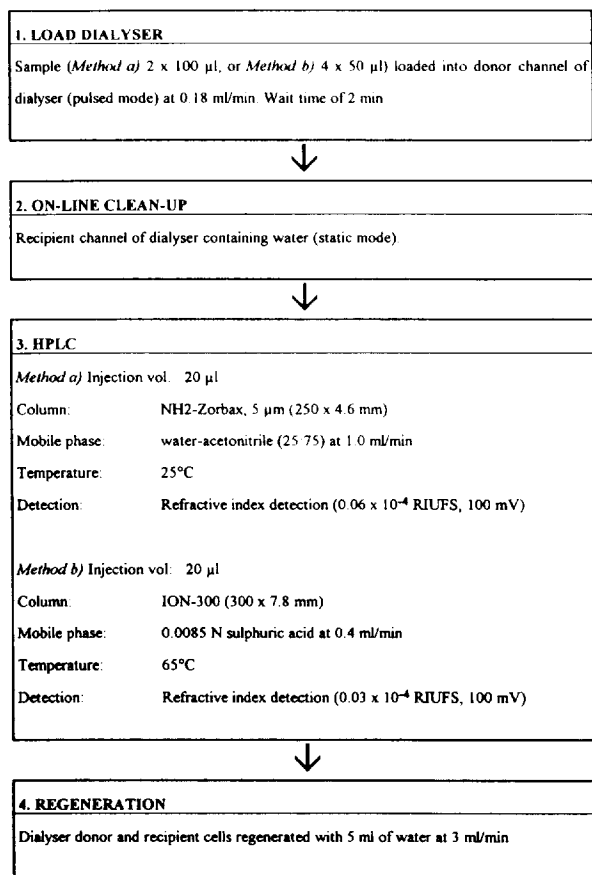 1. LOAD DIALYSER
Sample (Method a) 2 x 100 µl, or Method b) 4 x 50 µl) loaded into donor channel of
dialyser (pulsed mode) at 0.18 ml/min. Wait time of 2 min
2. ON-LINE CLEAN-UP
Recipient channel of dialyser containing water (static mode)
3. HPLC
Method a) Injection vol: 20 µl
Column: NH2-Zorbax, 5 µm (250 x 4.6 mm)
Mobile phase: water-acetonitrile (25:75) at 1.0 ml/min
Temperature: 25°C
Detection: Refractive index detection (0.06 x 10⁻⁴ RIUFS, 100 mV)
Method b) Injection vol: 20 µl
Column: ION-300 (300 x 7.8 mm)
Mobile phase: 0.0085 N sulphuric acid at 0.4 ml/min
Temperature: 65°C
Detection: Refractive index detection (0.03 x 10⁻⁴ RIUFS, 100 mV)
4. REGENERATION
Dialyser donor and recipient cells regenerated with 5 ml of water at 3 ml/min